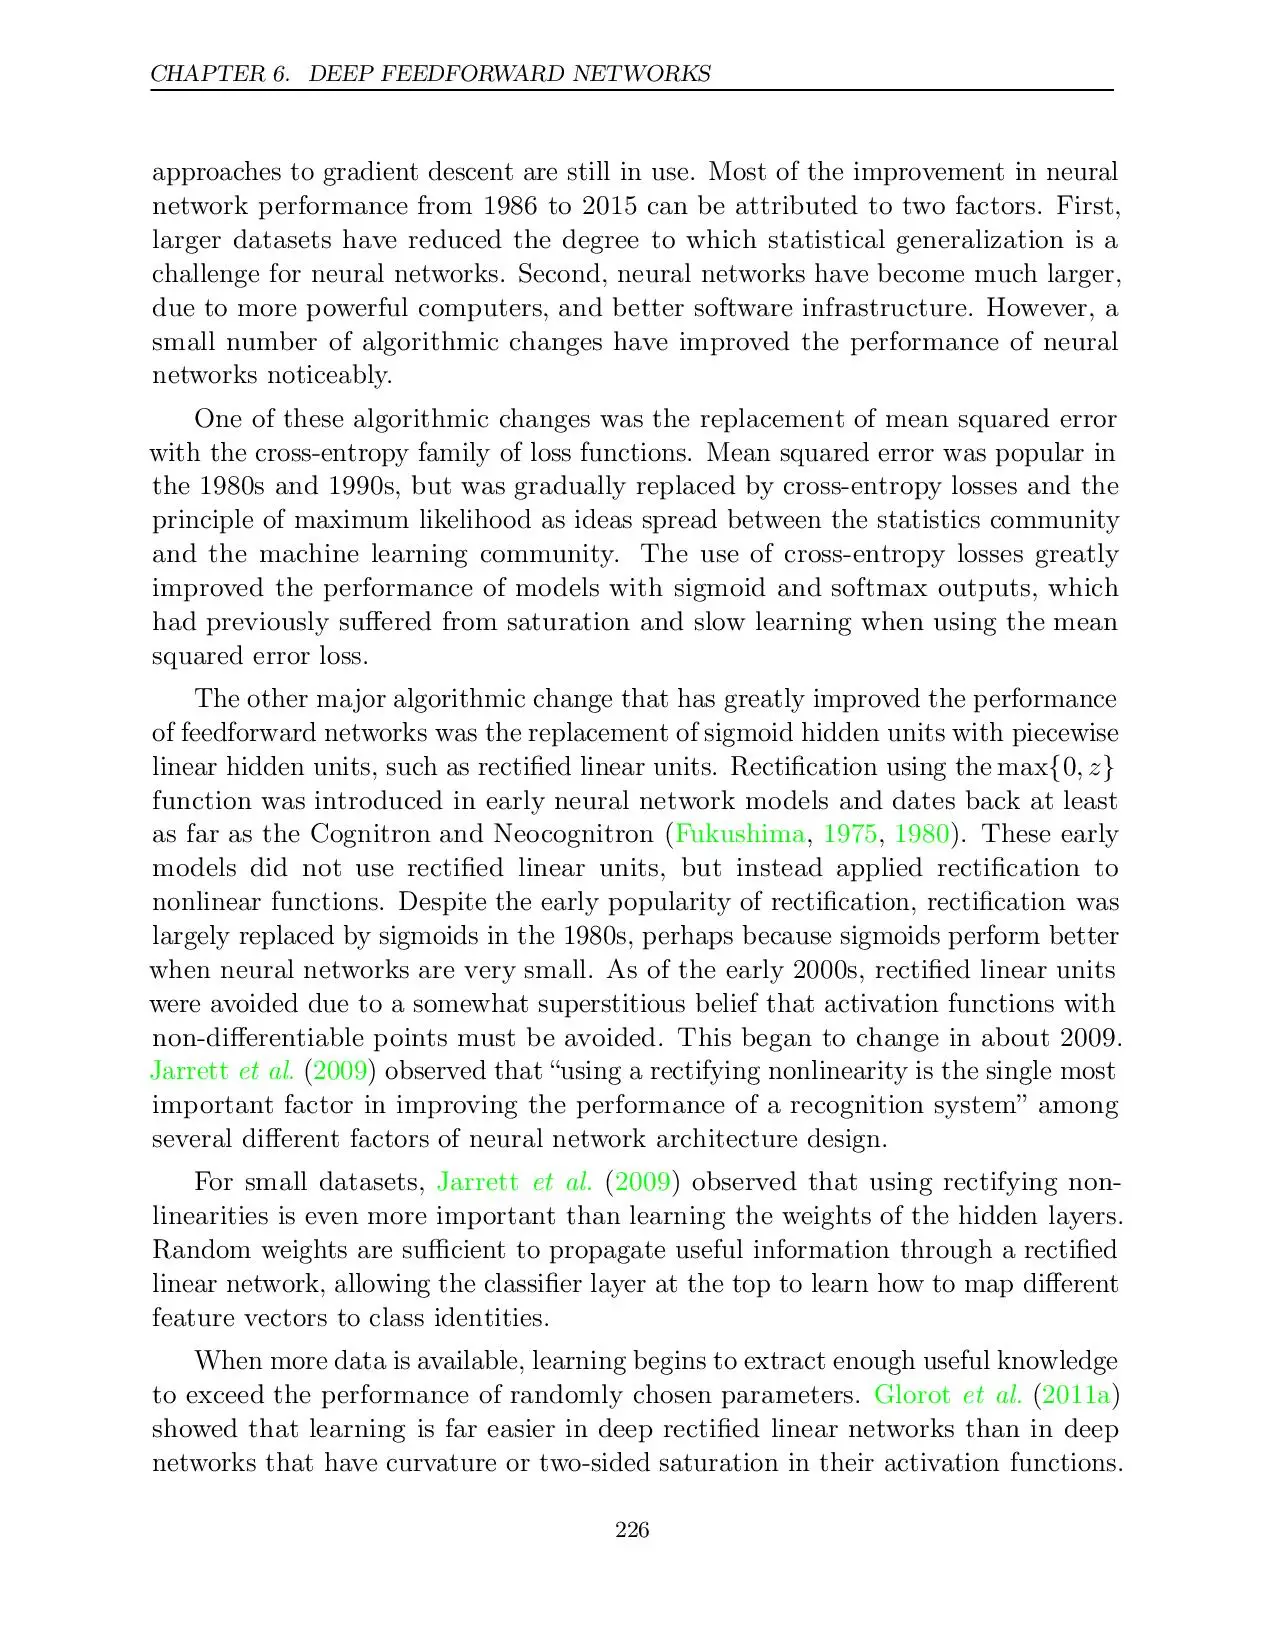 CHAPTER 6. DEEP FEEDFORWARD NETWORKS
approaches to gradient descent are still in use. Most of the improvement in neural
network performance from 1986 to 2015 can be attributed to two factors. First,
larger datasets have reduced the degree to which statistical generalization is a
challenge for neural networks. Second, neural networks have become much larger,
due to more powerful computers, and better software infrastructure. However, a
small number of algorithmic changes have improved the performance of neural
networks noticeably.
One of these algorithmic changes was the replacement of mean squared error
with the cross-entropy family of loss functions. Mean squared error was popular in
the 1980s and 1990s, but was gradually replaced by cross-entropy losses and the
principle of maximum likelihood as ideas spread between the statistics community
and the machine learning community. The use of cross-entropy losses greatly
improved the performance of models with sigmoid and softmax outputs, which
had previously suffered from saturation and slow learning when using the mean
squared error loss.
The other major algorithmic change that has greatly improved the performance
of feedforward networks was the replacement of sigmoid hidden units with piecewise
linear hidden units, such as rectified linear units. Rectification using the max{0, z}
function was introduced in early neural network models and dates back at least
as far as the Cognitron and Neocognitron (Fukushima, 1975, 1980). These early
models did not use rectified linear units, but instead applied rectification to
nonlinear functions. Despite the early popularity of rectification, rectification was
largely replaced by sigmoids in the 1980s, perhaps because sigmoids perform better
when neural networks are very small. As of the early 2000s, rectified linear units
were avoided due to a somewhat superstitious belief that activation functions with
non-differentiable points must be avoided. This began to change in about 2009.
Jarrett et al. (2009) observed that “using a rectifying nonlinearity is the single most
important factor in improving the performance of a recognition system” among
several different factors of neural network architecture design.
For small datasets, Jarrett et al. (2009) observed that using rectifying non-
linearities is even more important than learning the weights of the hidden layers.
Random weights are sufficient to propagate useful information through a rectified
linear network, allowing the classifier layer at the top to learn how to map different
feature vectors to class identities.
When more data is available, learning begins to extract enough useful knowledge
to exceed the performance of randomly chosen parameters. Glorot et al. (2011a)
showed that learning is far easier in deep rectified linear networks than in deep
networks that have curvature or two-sided saturation in their activation functions.
226